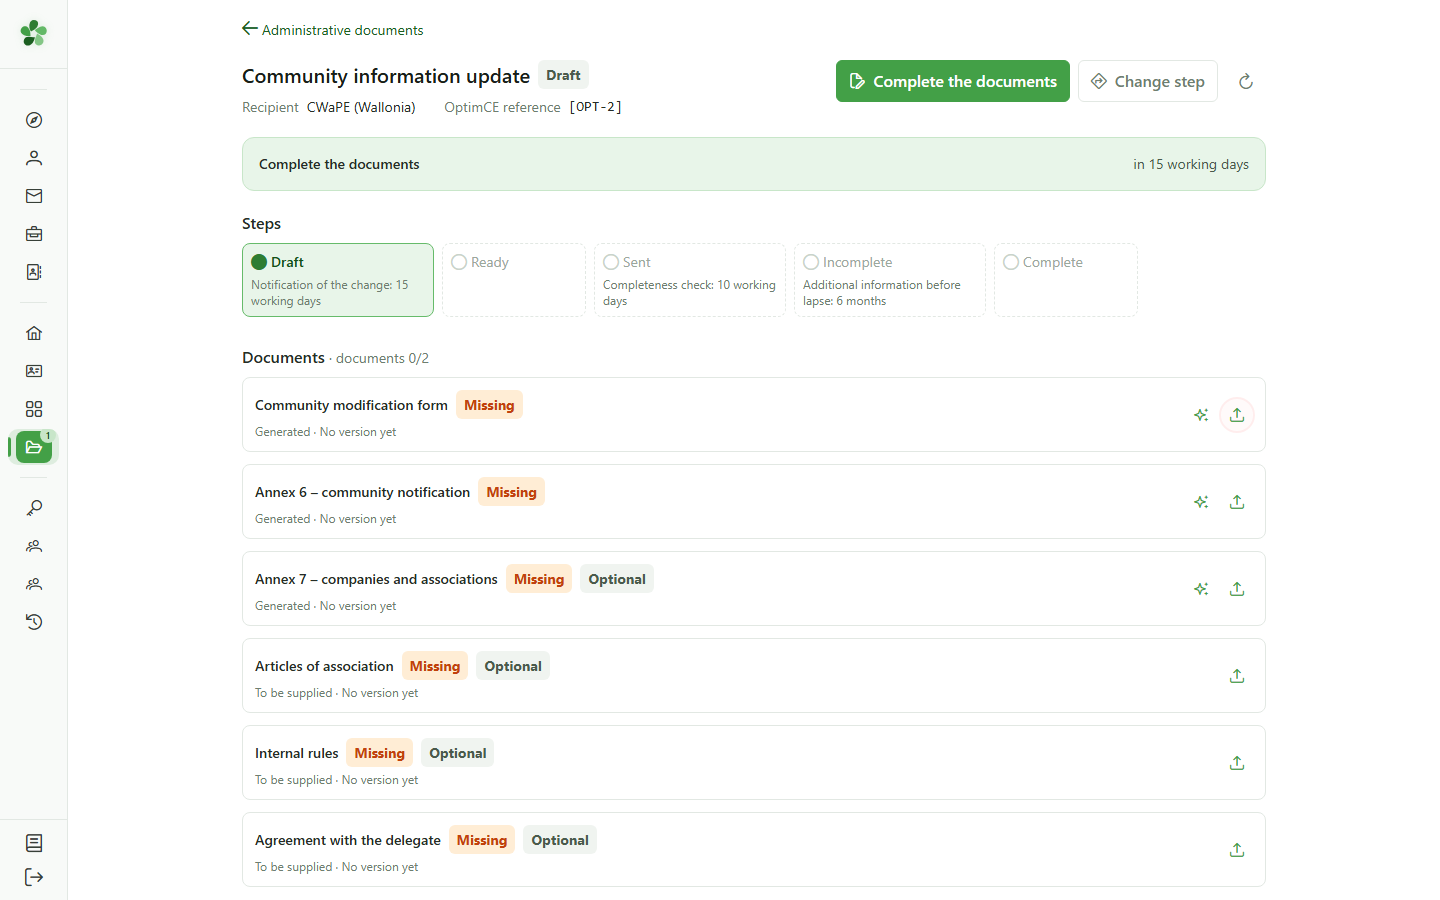 Administrative documents
Community information update Draft
Complete the documents
Change step
Recipient CWaPE (Wallonia) OptimCE reference [OPT-2]
Complete the documents in 15 working days
Steps
Draft
Notification of the change: 15
working days
Ready
Sent
Completeness check: 10 working
days
Incomplete
Additional information before
lapse: 6 months
Complete
Documents · documents 0/2
Community modification form Missing
Generated · No version yet
Annex 6 – community notification Missing
Generated · No version yet
1
Annex 7 – companies and associations Missing Optional
Generated · No version yet
Articles of association Missing Optional
To be supplied · No version yet
Internal rules Missing Optional
To be supplied · No version yet
Agreement with the delegate Missing Optional
To be supplied · No version yet